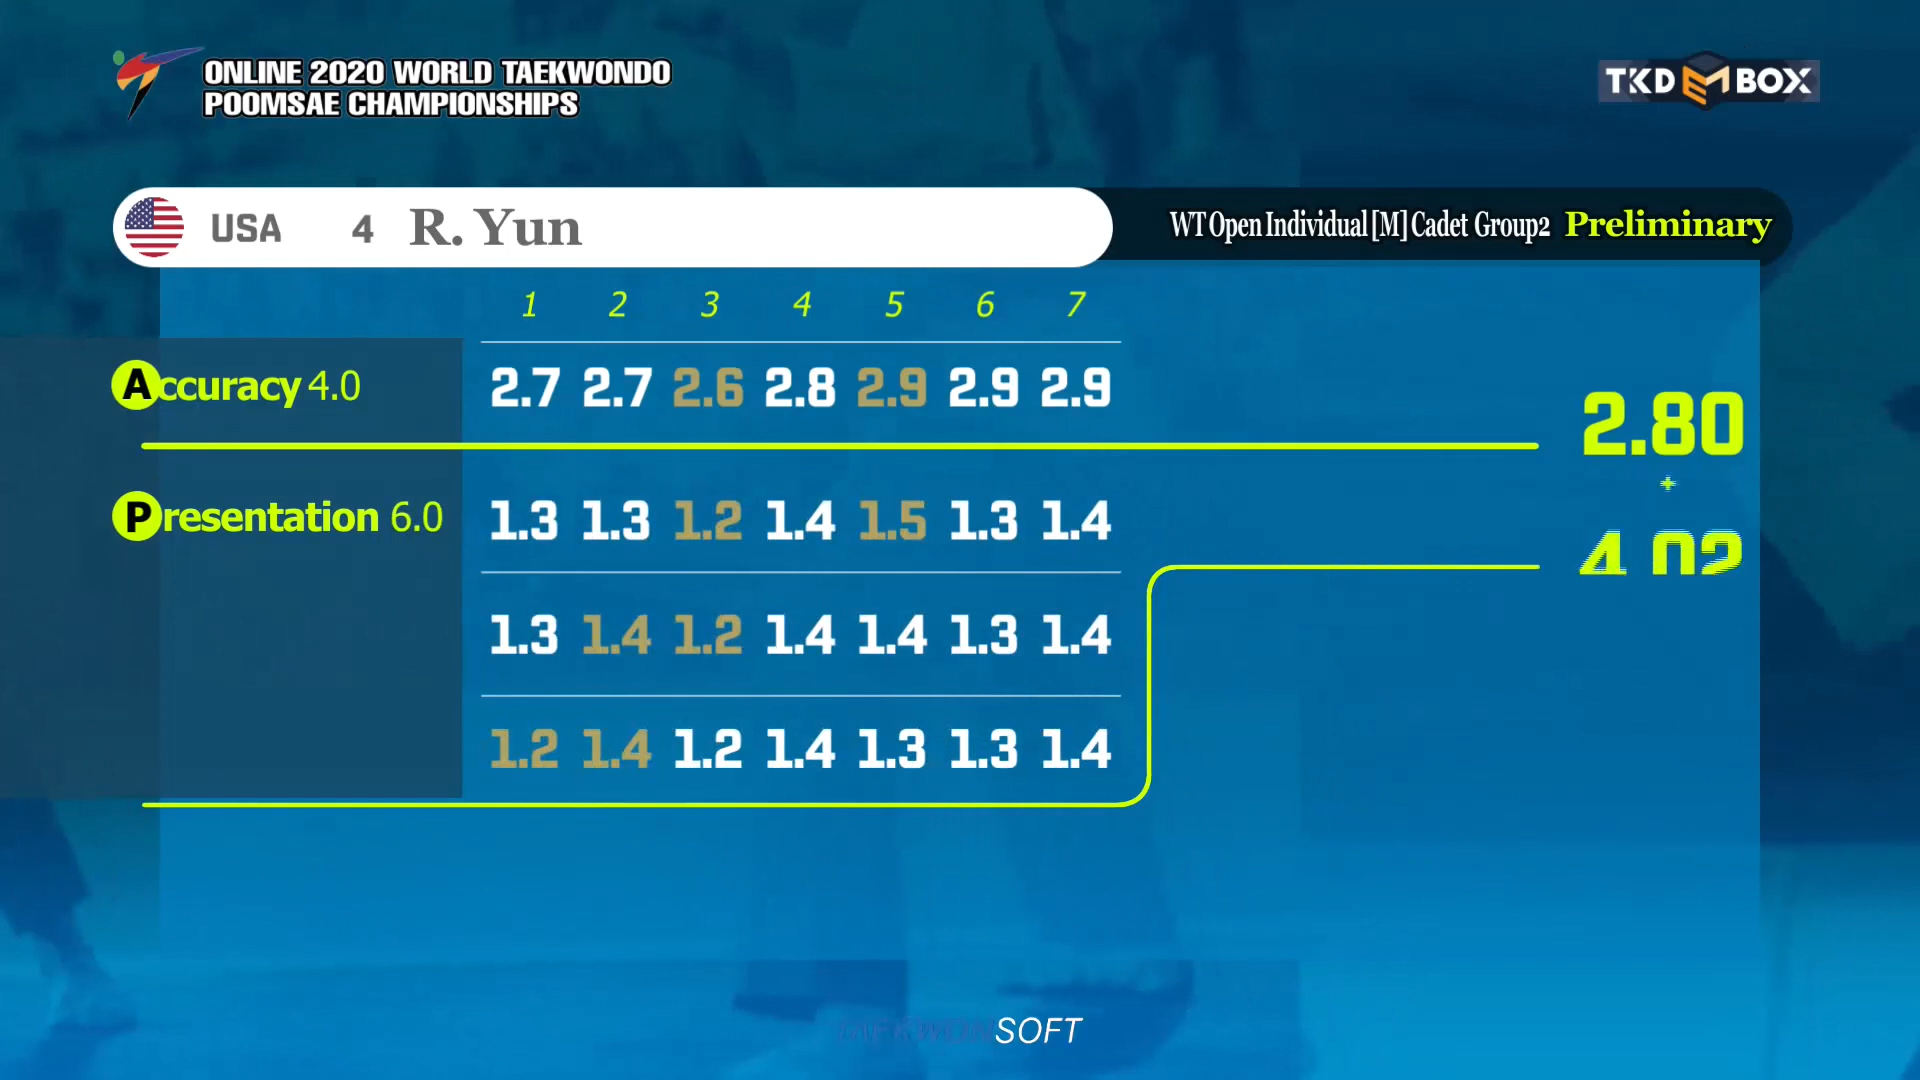 ONLINE 2020 WORLD TAEKWONDO
POOMSAE CHAMPIONSHIPS
TKD BOX
USA 4 R. Yun
WT Open Individual [M] Cadet Group2 Preliminary
1 2 3 4 5 6 7
Accuracy 4.0 2.7 2.7 2.6 2.8 2.9 2.9 2.9
2.80
+
Presentation 6.0 1.3 1.3 1.2 1.4 1.5 1.3 1.4
4.02
1.3 1.4 1.2 1.4 1.4 1.3 1.4
1.2 1.4 1.2 1.4 1.3 1.3 1.4
TAEKWONSOFT